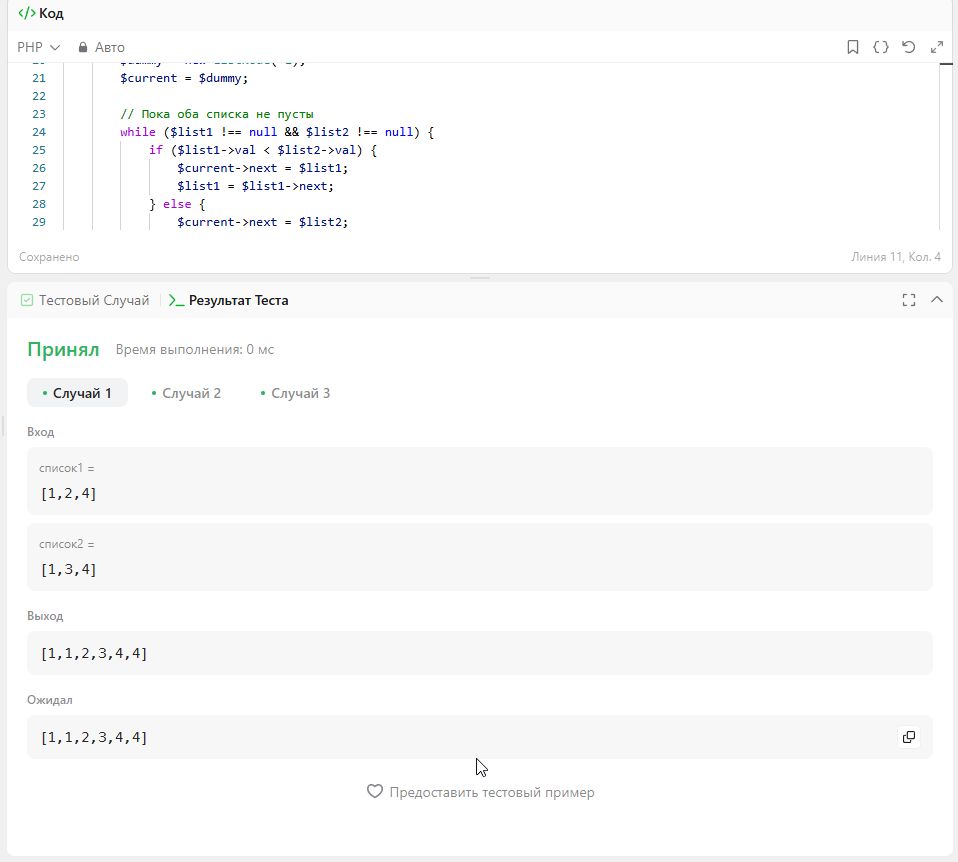 </> Код
PHP Авто
21 $current = $dummy;
22
23 // Пока оба списка не пусты
24 while ($list1 !== null && $list2 !== null) {
25 if ($list1->val < $list2->val) {
26 $current->next = $list1;
27 $list1 = $list1->next;
28 } else {
29 $current->next = $list2;
Сохранено Линия 11, Кол. 4
Тестовый Случай >_ Результат Теста
Принял Время выполнения: 0 мс
• Случай 1 • Случай 2 • Случай 3
Вход
список1 =
[1,2,4]
список2 =
[1,3,4]
Выход
[1,1,2,3,4,4]
Ожидал
[1,1,2,3,4,4]
Предоставить тестовый пример